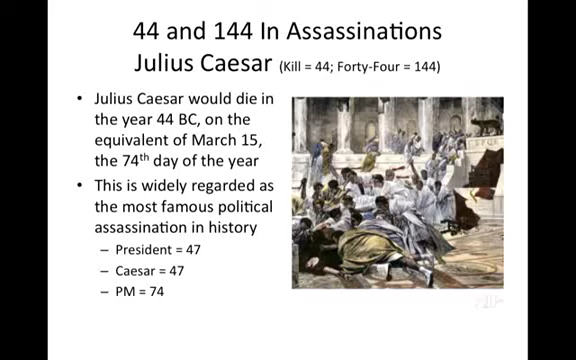 44 and 144 In Assassinations
Julius Caesar (Kill = 44; Forty-Four = 144)
• Julius Caesar would die in
the year 44 BC, on the
equivalent of March 15,
the 74th day of the year
• This is widely regarded as
the most famous political
assassination in history
– President = 47
– Caesar = 47
– PM = 74